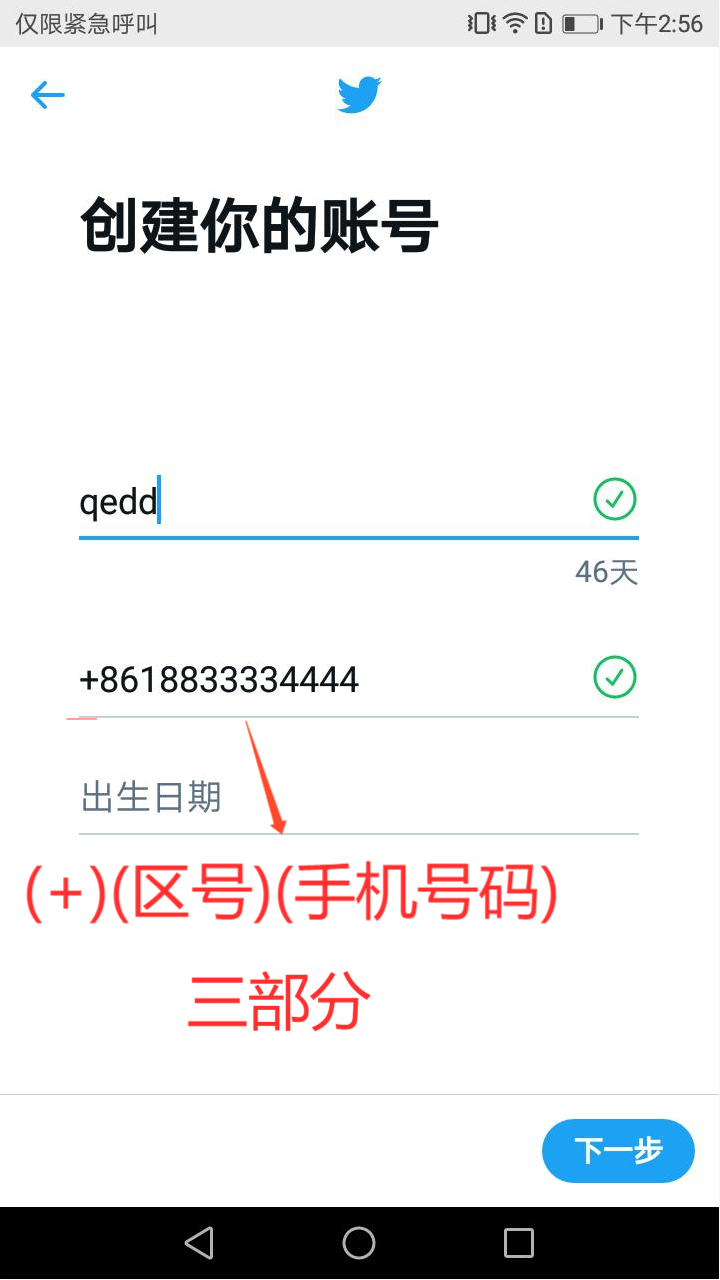 仅限紧急呼叫 下午2:56
创建你的账号
qedd
46天
+8618833334444
出生日期
(+)(区号)(手机号码)
三部分
下一步